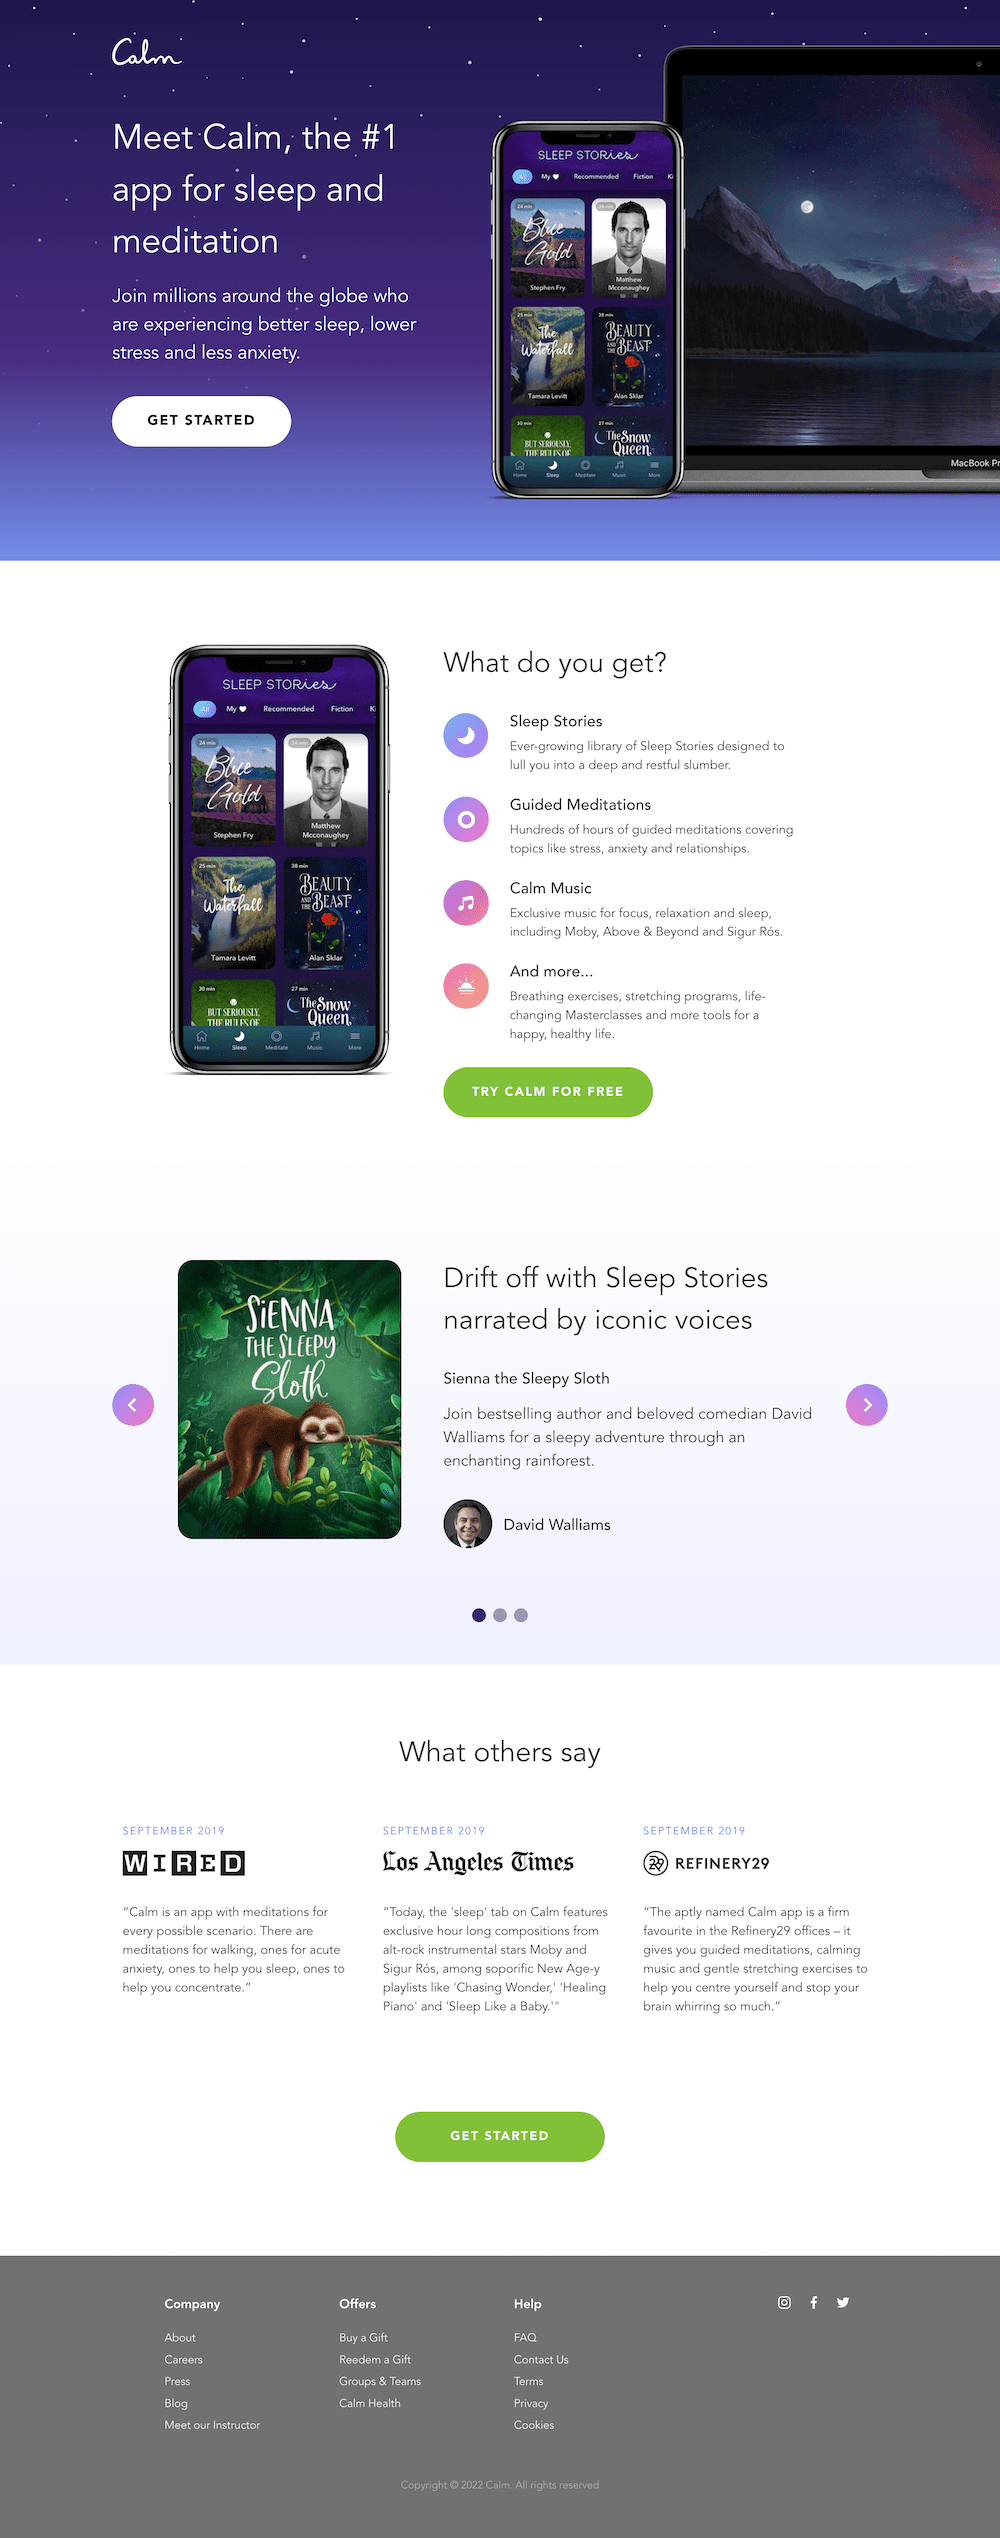 Calm
Meet Calm, the #1
app for sleep and
meditation
Join millions around the globe who
are experiencing better sleep, lower
stress and less anxiety.
GET STARTED
SLEEP STORies
All My Recommended Fiction Ki
24 min
Blue
Gold
Stephen Fry
Matthew
Mcconaughey
25 min
The
Waterfall
Tamara Levitt
38 min
BEAUTY
AND THE BEAST
Alan Sklar
30 min
BUT SERIOUSLY,
THE RULES OF
27 min
The Snow
Queen
Home Sleep Meditate Music More
MacBook Pr
What do you get?
SLEEP STORies
All My Recommended Fiction Ki
24 min
Blue
Gold
Stephen Fry
34 min
Matthew
Mcconaughey
25 min
The
Waterfall
Tamara Levitt
38 min
BEAUTY
AND THE BEAST
Alan Sklar
30 min
BUT SERIOUSLY,
THE RULES OF
27 min
The Snow
Queen
Home Sleep Meditate Music More
Sleep Stories
Ever-growing library of Sleep Stories designed to
lull you into a deep and restful slumber.
Guided Meditations
Hundreds of hours of guided meditations covering
topics like stress, anxiety and relationships.
Calm Music
Exclusive music for focus, relaxation and sleep,
including Moby, Above & Beyond and Sigur Rós.
And more...
Breathing exercises, stretching programs, life-
changing Masterclasses and more tools for a
happy, healthy life.
TRY CALM FOR FREE
SiENNA
THE SLEEPY
Sloth
Drift off with Sleep Stories
narrated by iconic voices
Sienna the Sleepy Sloth
Join bestselling author and beloved comedian David
Walliams for a sleepy adventure through an
enchanting rainforest.
David Walliams
What others say
SEPTEMBER 2019
WIRED
“Calm is an app with meditations for
every possible scenario. There are
meditations for walking, ones for acute
anxiety, ones to help you sleep, ones to
help you concentrate.”
SEPTEMBER 2019
Los Angeles Times
“Today, the 'sleep' tab on Calm features
exclusive hour long compositions from
alt-rock instrumental stars Moby and
Sigur Rós, among soporific New Age-y
playlists like 'Chasing Wonder,' 'Healing
Piano' and 'Sleep Like a Baby.'"
SEPTEMBER 2019
29 REFINERY29
“The aptly named Calm app is a firm
favourite in the Refinery29 offices – it
gives you guided meditations, calming
music and gentle stretching exercises to
help you centre yourself and stop your
brain whirring so much.”
GET STARTED
Company
About
Careers
Press
Blog
Meet our Instructor
Offers
Buy a Gift
Reedem a Gift
Groups & Teams
Calm Health
Help
FAQ
Contact Us
Terms
Privacy
Cookies
Copyright © 2022 Calm. All rights reserved